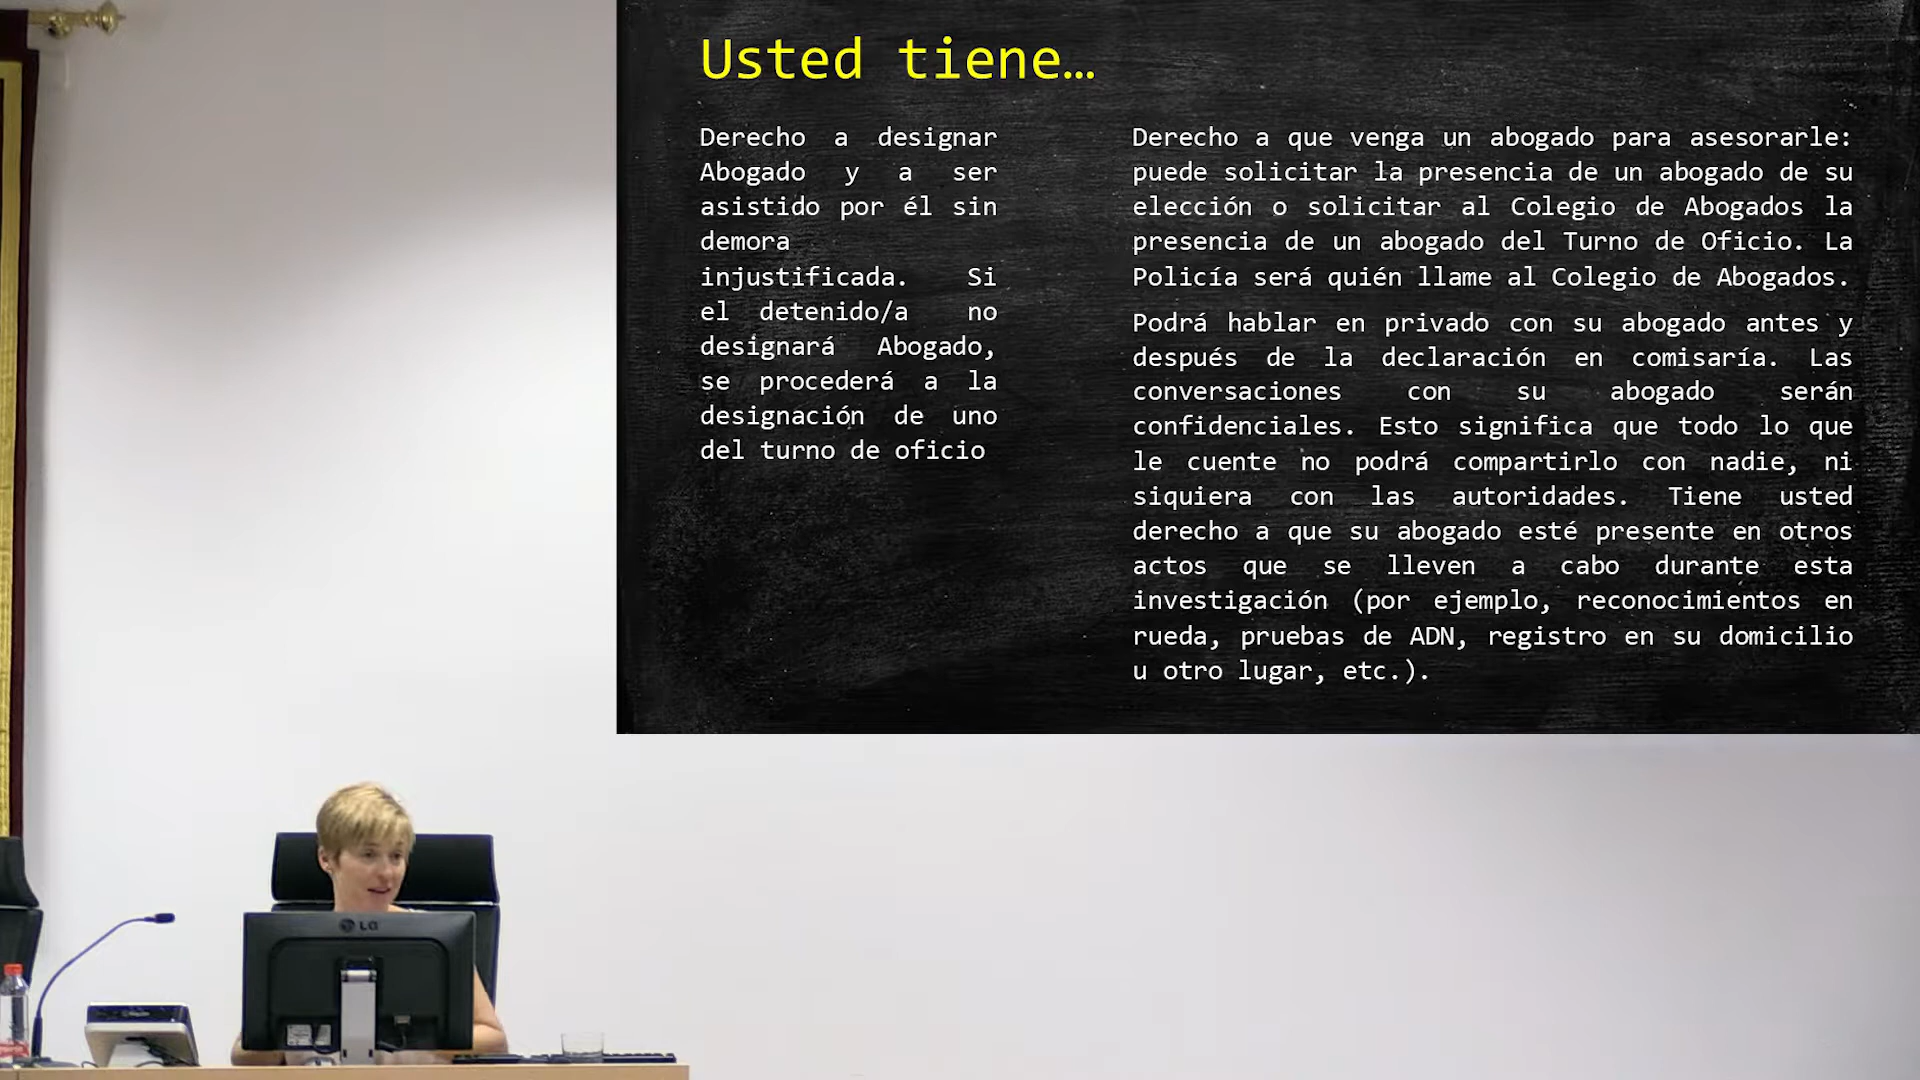 Usted tiene…
Derecho a designar
Abogado y a ser
asistido por él sin
demora
injustificada. Si
el detenido/a no
designará Abogado,
se procederá a la
designación de uno
del turno de oficio
Derecho a que venga un abogado para asesorarle:
puede solicitar la presencia de un abogado de su
elección o solicitar al Colegio de Abogados la
presencia de un abogado del Turno de Oficio. La
Policía será quién llame al Colegio de Abogados.
Podrá hablar en privado con su abogado antes y
después de la declaración en comisaría. Las
conversaciones con su abogado serán
confidenciales. Esto significa que todo lo que
le cuente no podrá compartirlo con nadie, ni
siquiera con las autoridades. Tiene usted
derecho a que su abogado esté presente en otros
actos que se lleven a cabo durante esta
investigación (por ejemplo, reconocimientos en
rueda, pruebas de ADN, registro en su domicilio
u otro lugar, etc.).
LG